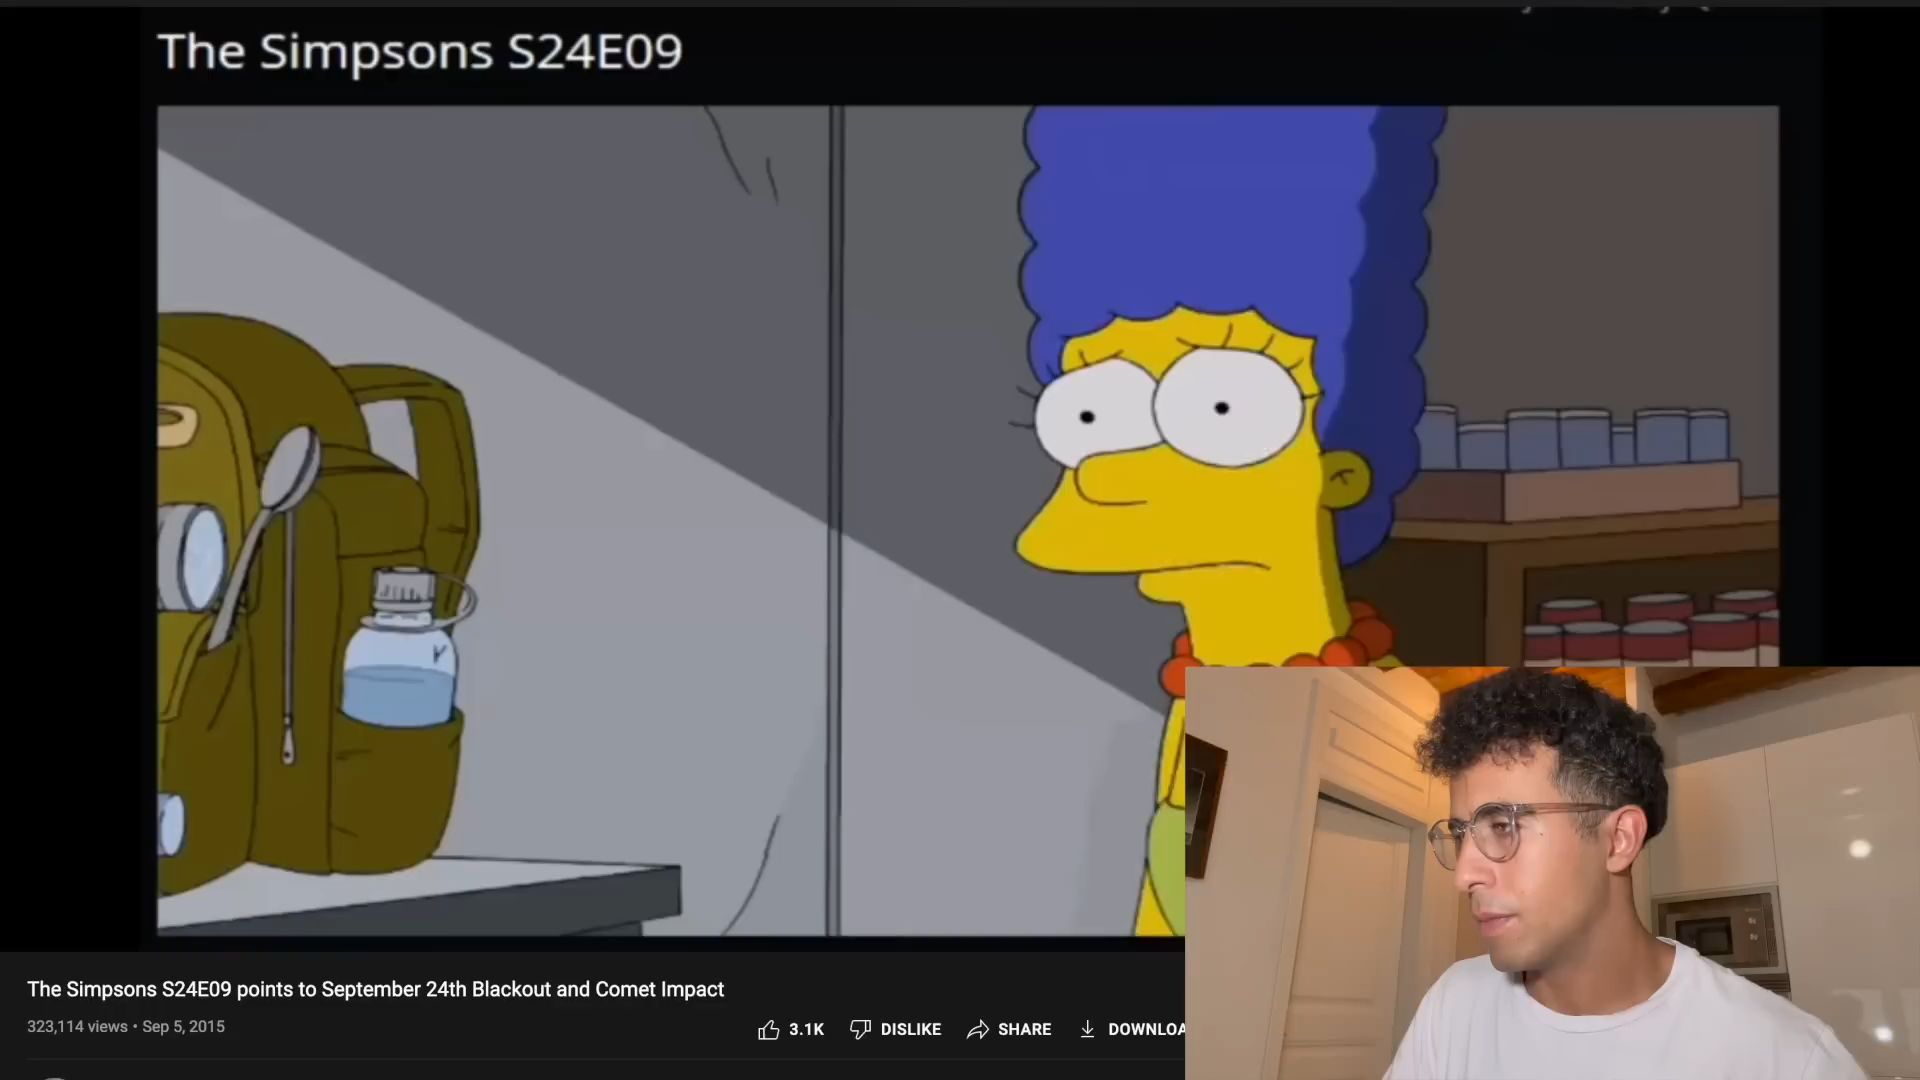 The Simpsons S24E09
The Simpsons S24E09 points to September 24th Blackout and Comet Impact
323,114 views • Sep 5, 2015
3.1K DISLIKE SHARE DOWNLOA